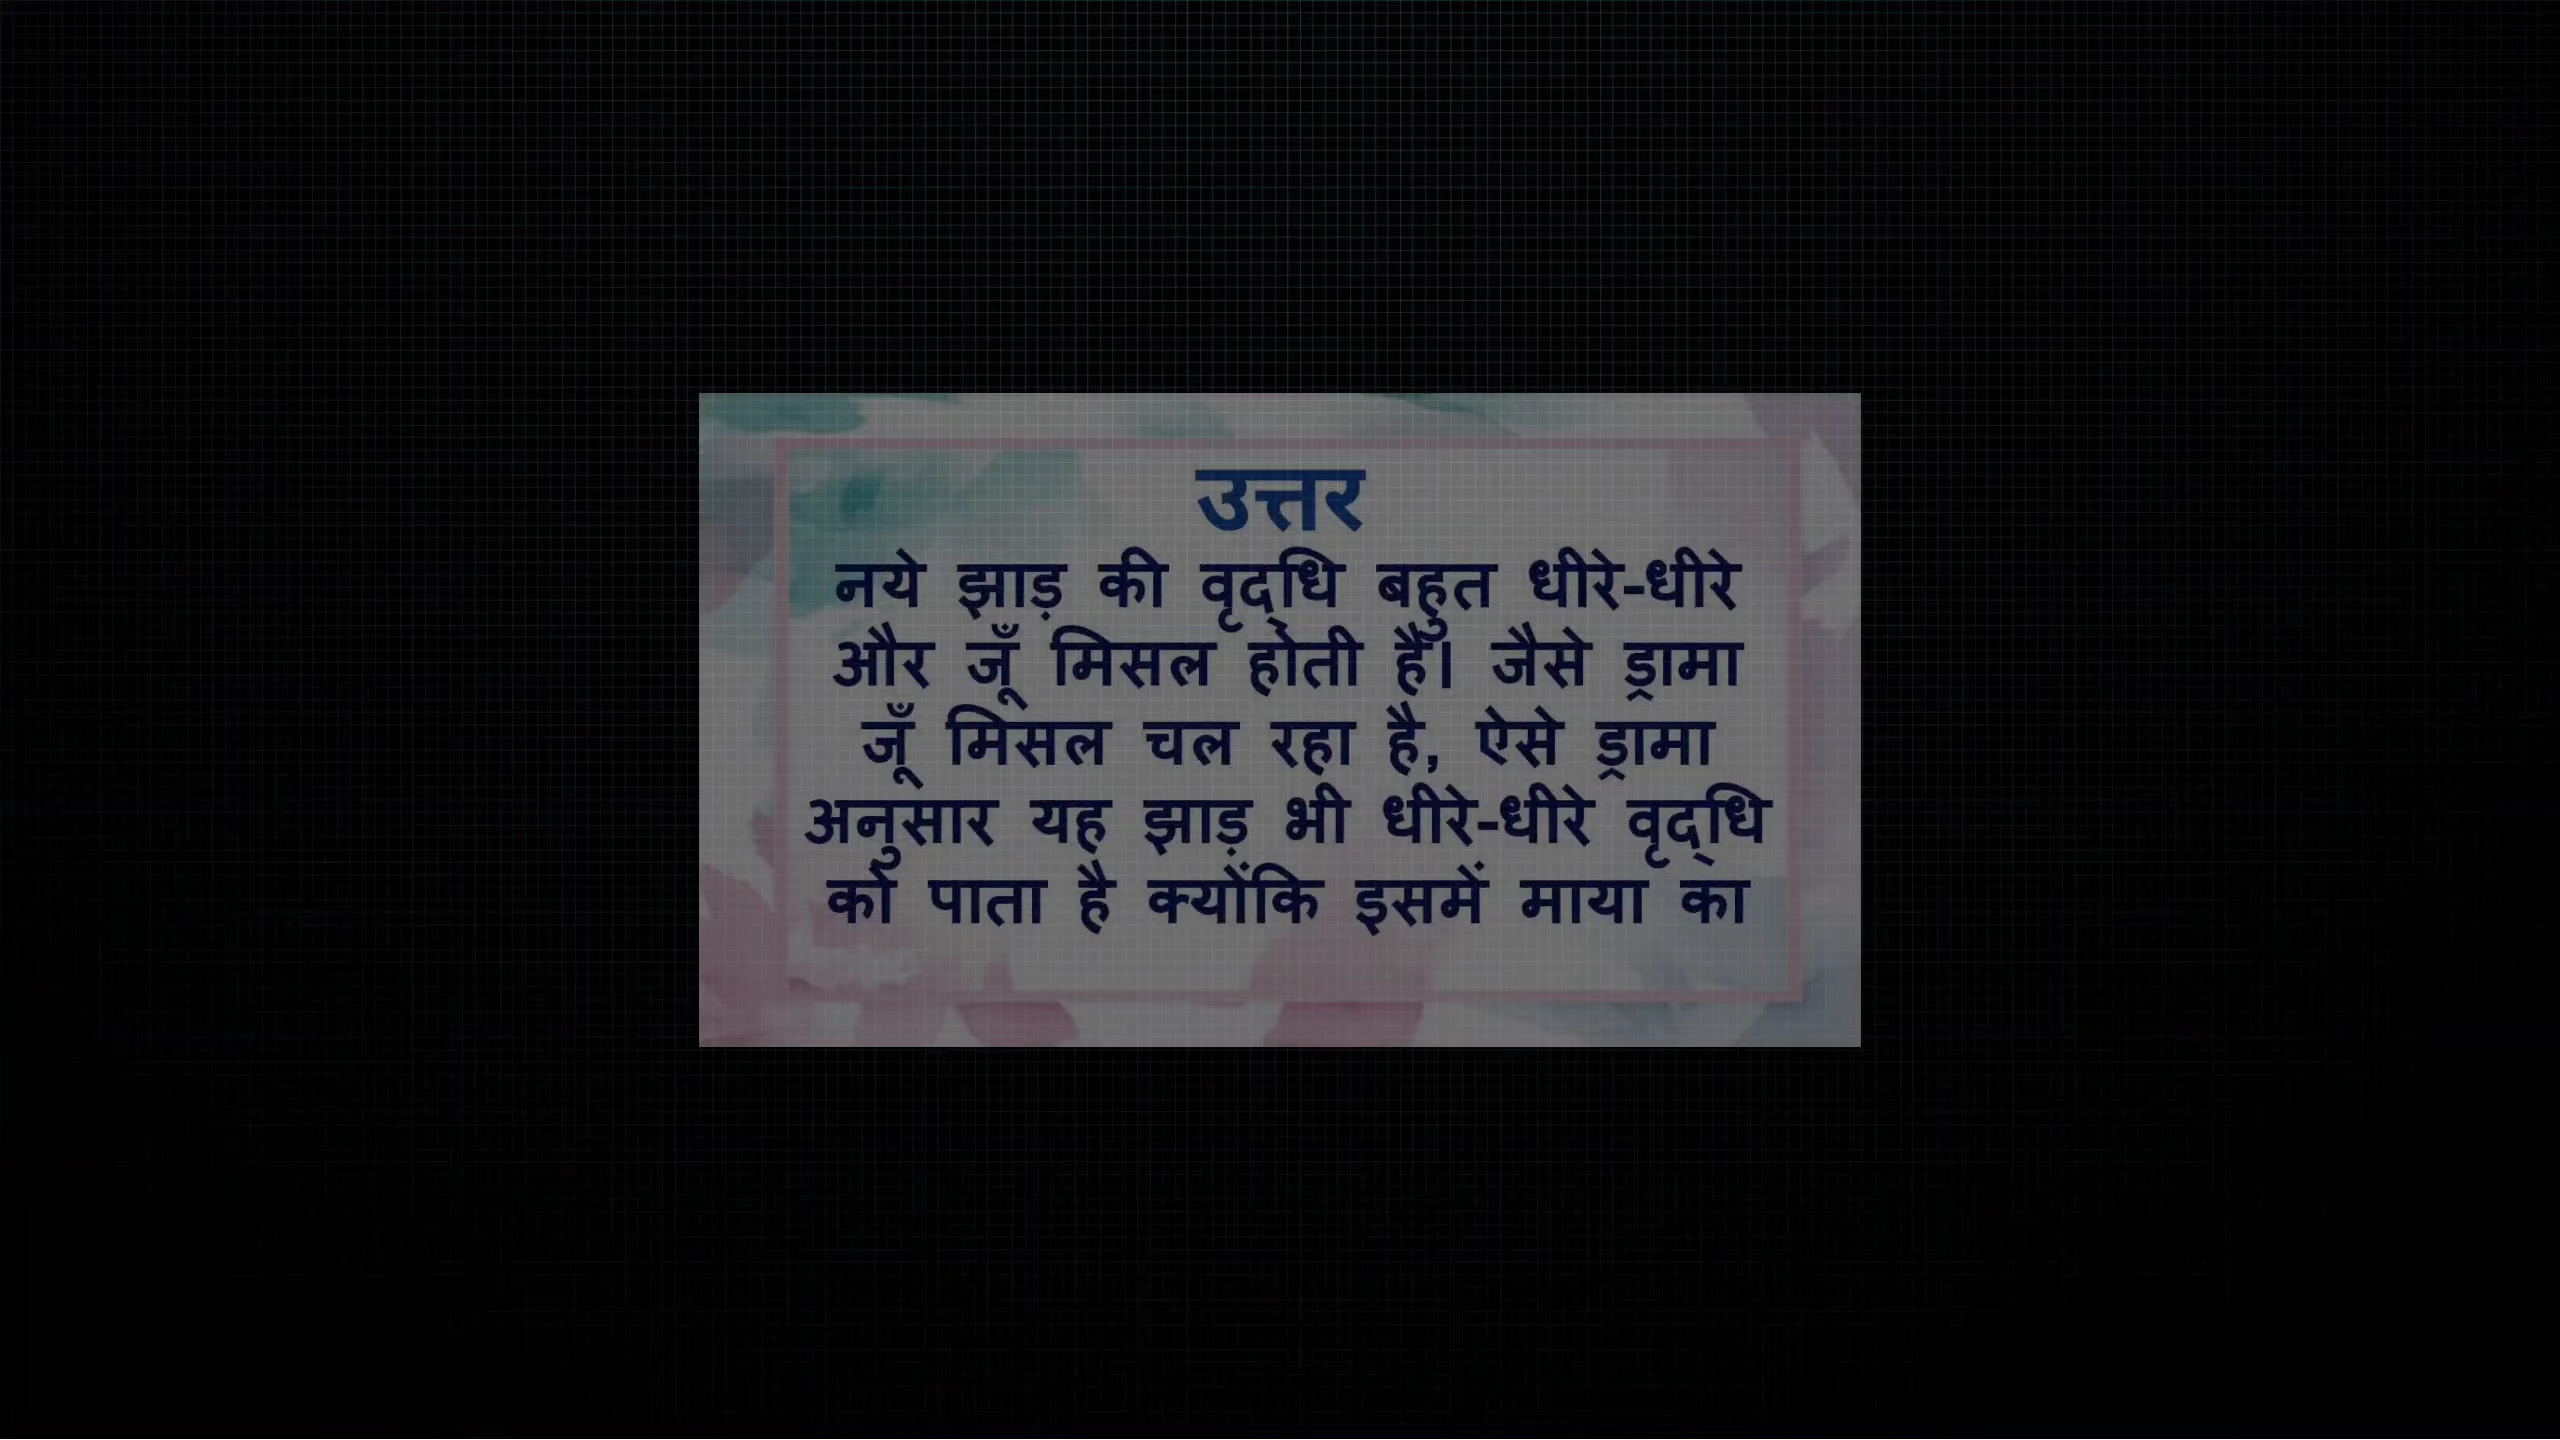 उत्तर
नये झाड़ की वृद्धि बहुत धीरे-धीरे
और जूँ मिसल होती है। जैसे ड्रामा
जूँ मिसल चल रहा है, ऐसे ड्रामा
अनुसार यह झाड़ भी धीरे-धीरे वृद्धि
को पाता है क्योंकि इसमें माया का